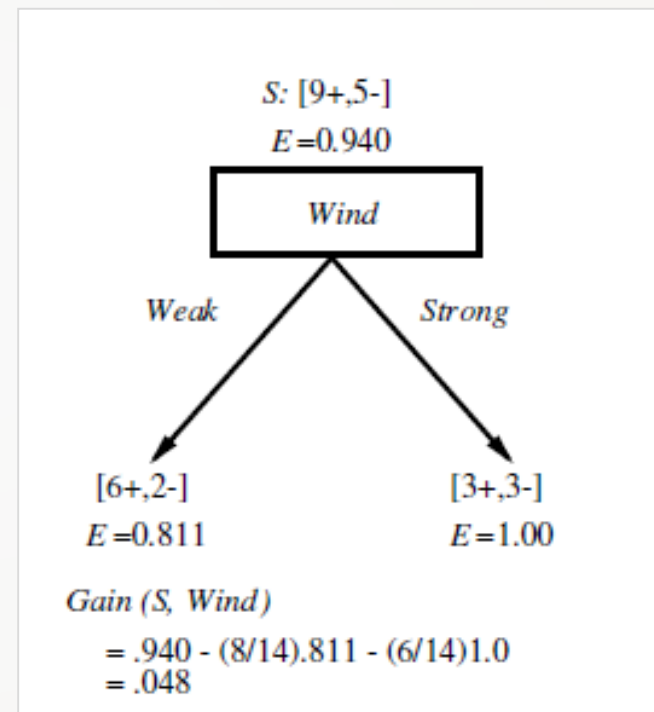 S: [9+,5-]
E=0.940
Wind
Weak Strong
[6+,2-] [3+,3-]
E=0.811 E=1.00
Gain (S, Wind)
= .940 - (8/14).811 - (6/14)1.0
= .048